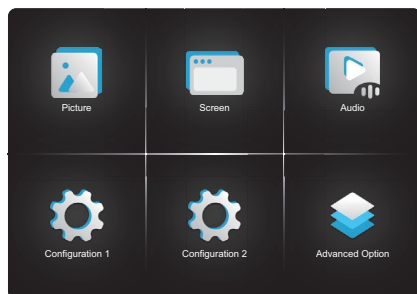 Picture
Screen
Audio
Configuration 1
Configuration 2
Advanced Option